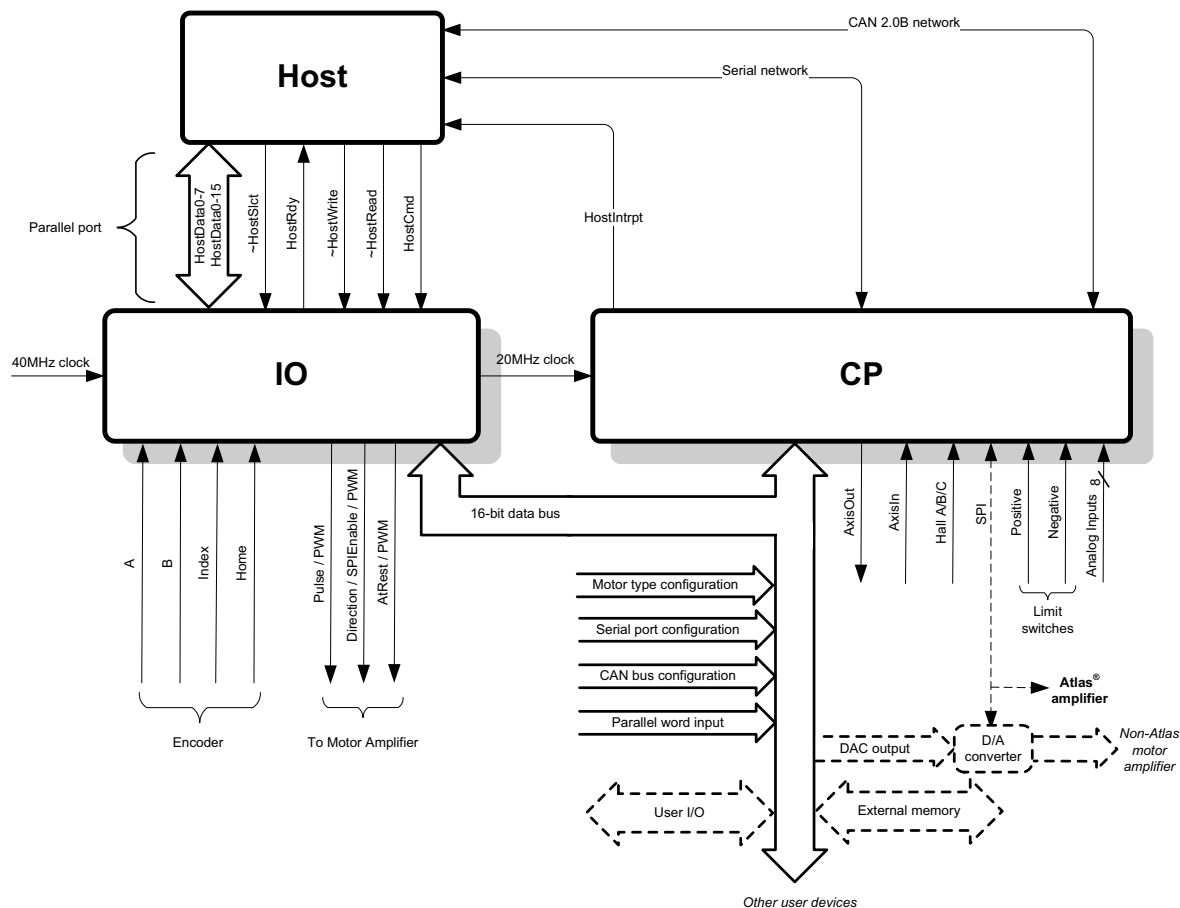 CAN 2.0B network
Host
Serial network
HostData0-7
HostData0-15
~HostSlct
HostRdy
~HostWrite
~HostRead
HostCmd
HostIntrpt
Parallel port
40MHz clock
IO
20MHz clock
CP
A
B
Index
Home
Pulse / PWM
Direction / SPIEnable / PWM
AtRest / PWM
16-bit data bus
AxisOut
AxisIn
Hall A/B/C
SPI
Positive
Negative
Analog Inputs
8
Limit
switches
Motor type configuration
Serial port configuration
CAN bus configuration
Parallel word input
Atlas®
amplifier
Encoder
To Motor Amplifier
DAC output
D/A
converter
Non-Atlas
motor
amplifier
User I/O
External memory
Other user devices